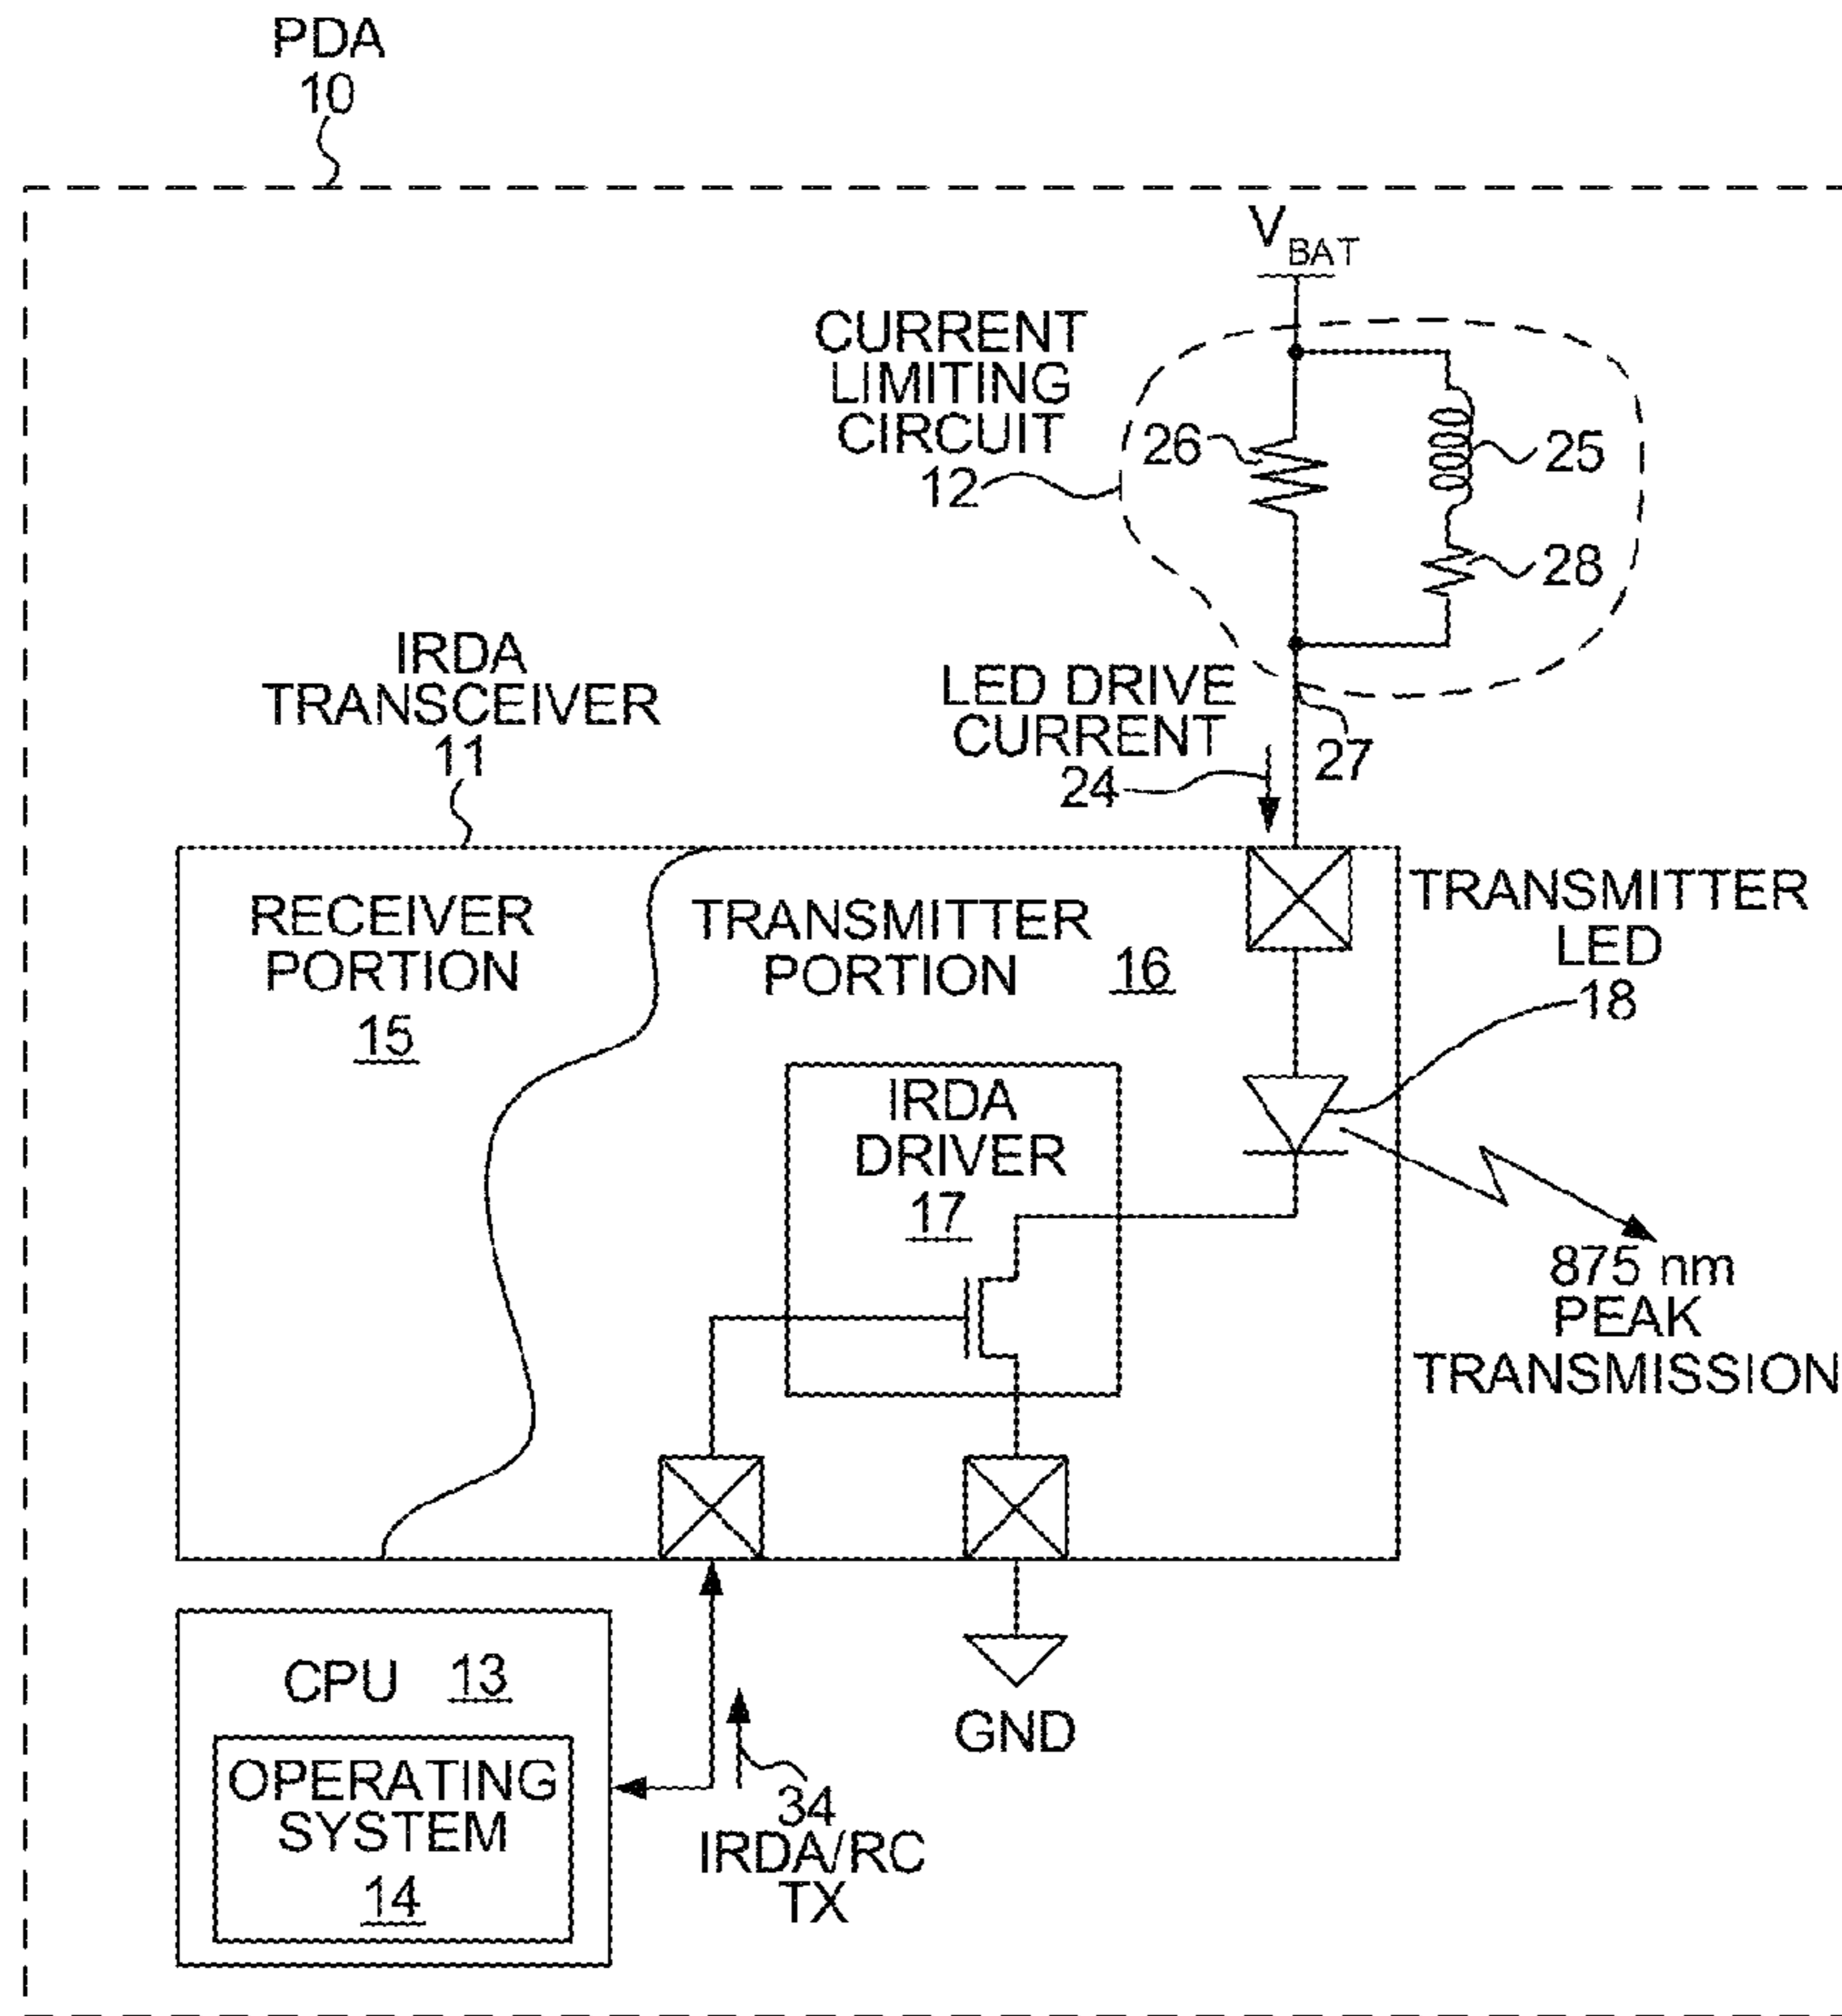 PDA
10
V BAT
CURRENT
LIMITING
CIRCUIT
12
26
25
28
IRDA
TRANSCEIVER
11
LED DRIVE
CURRENT
24
27
RECEIVER
PORTION
15
TRANSMITTER
PORTION
16
TRANSMITTER
LED
18
IRDA
DRIVER
17
875 nm
PEAK
TRANSMISSION
CPU 13
OPERATING
SYSTEM
14
34
IRDA/RC
TX
GND